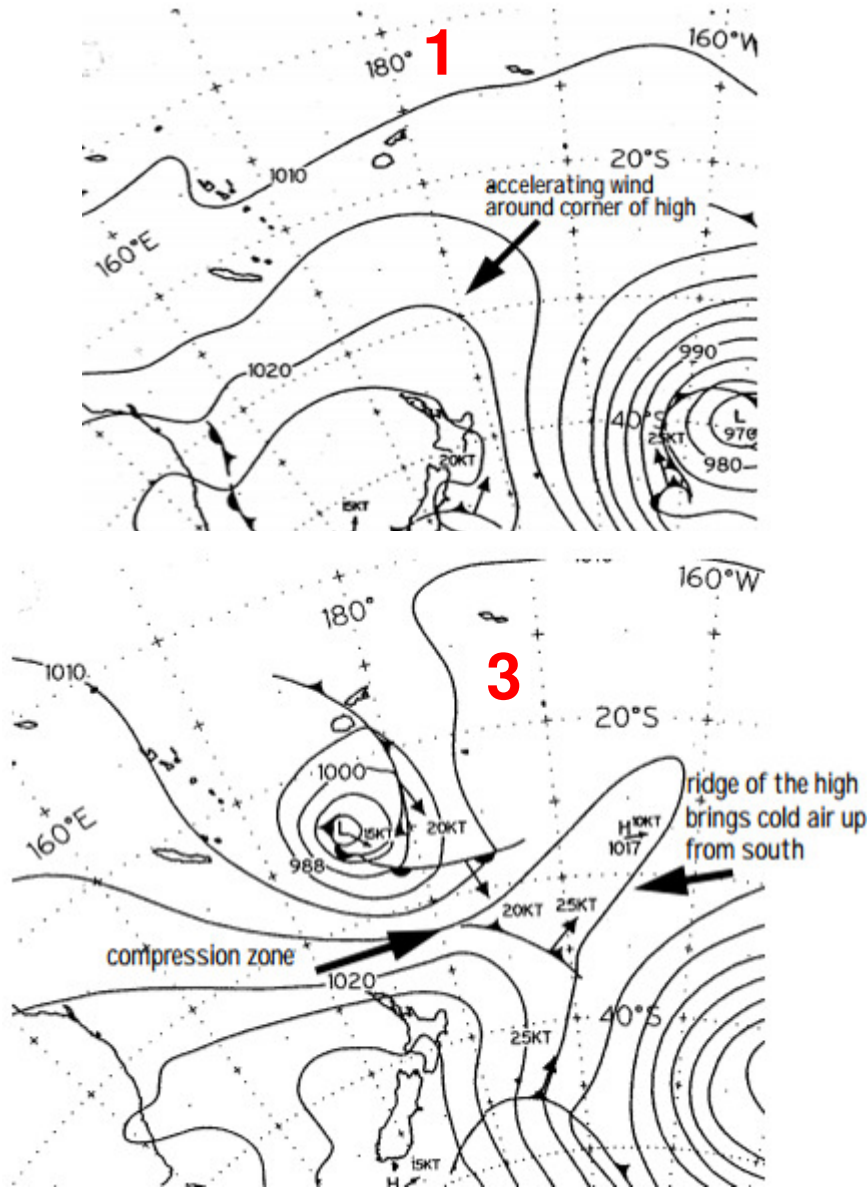 1
180°
160°W
20°S
1010
accelerating wind
around corner of high
160°E
990
1020
40°S
L
970
25KT
20KT
980
15KT
160°W
180°
3
1010
20°S
1000
ridge of the high
brings cold air up
from south
160°E
L
15KT
20KT
H 10KT
1017
988
20KT
25KT
compression zone
1020
40°S
25KT
15KT
H